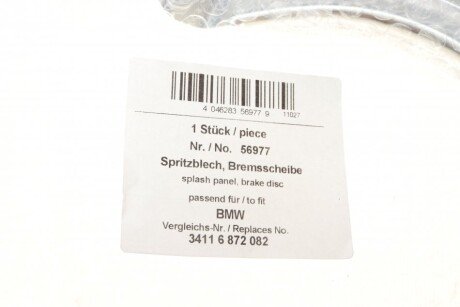 4 046283 56977 9 11027
1 Stück / piece
Nr. / No. 56977
Spritzblech, Bremsscheibe
splash panel, brake disc
passend für / to fit
BMW
Vergleichs-Nr. / Replaces No.
3411 6 872 082